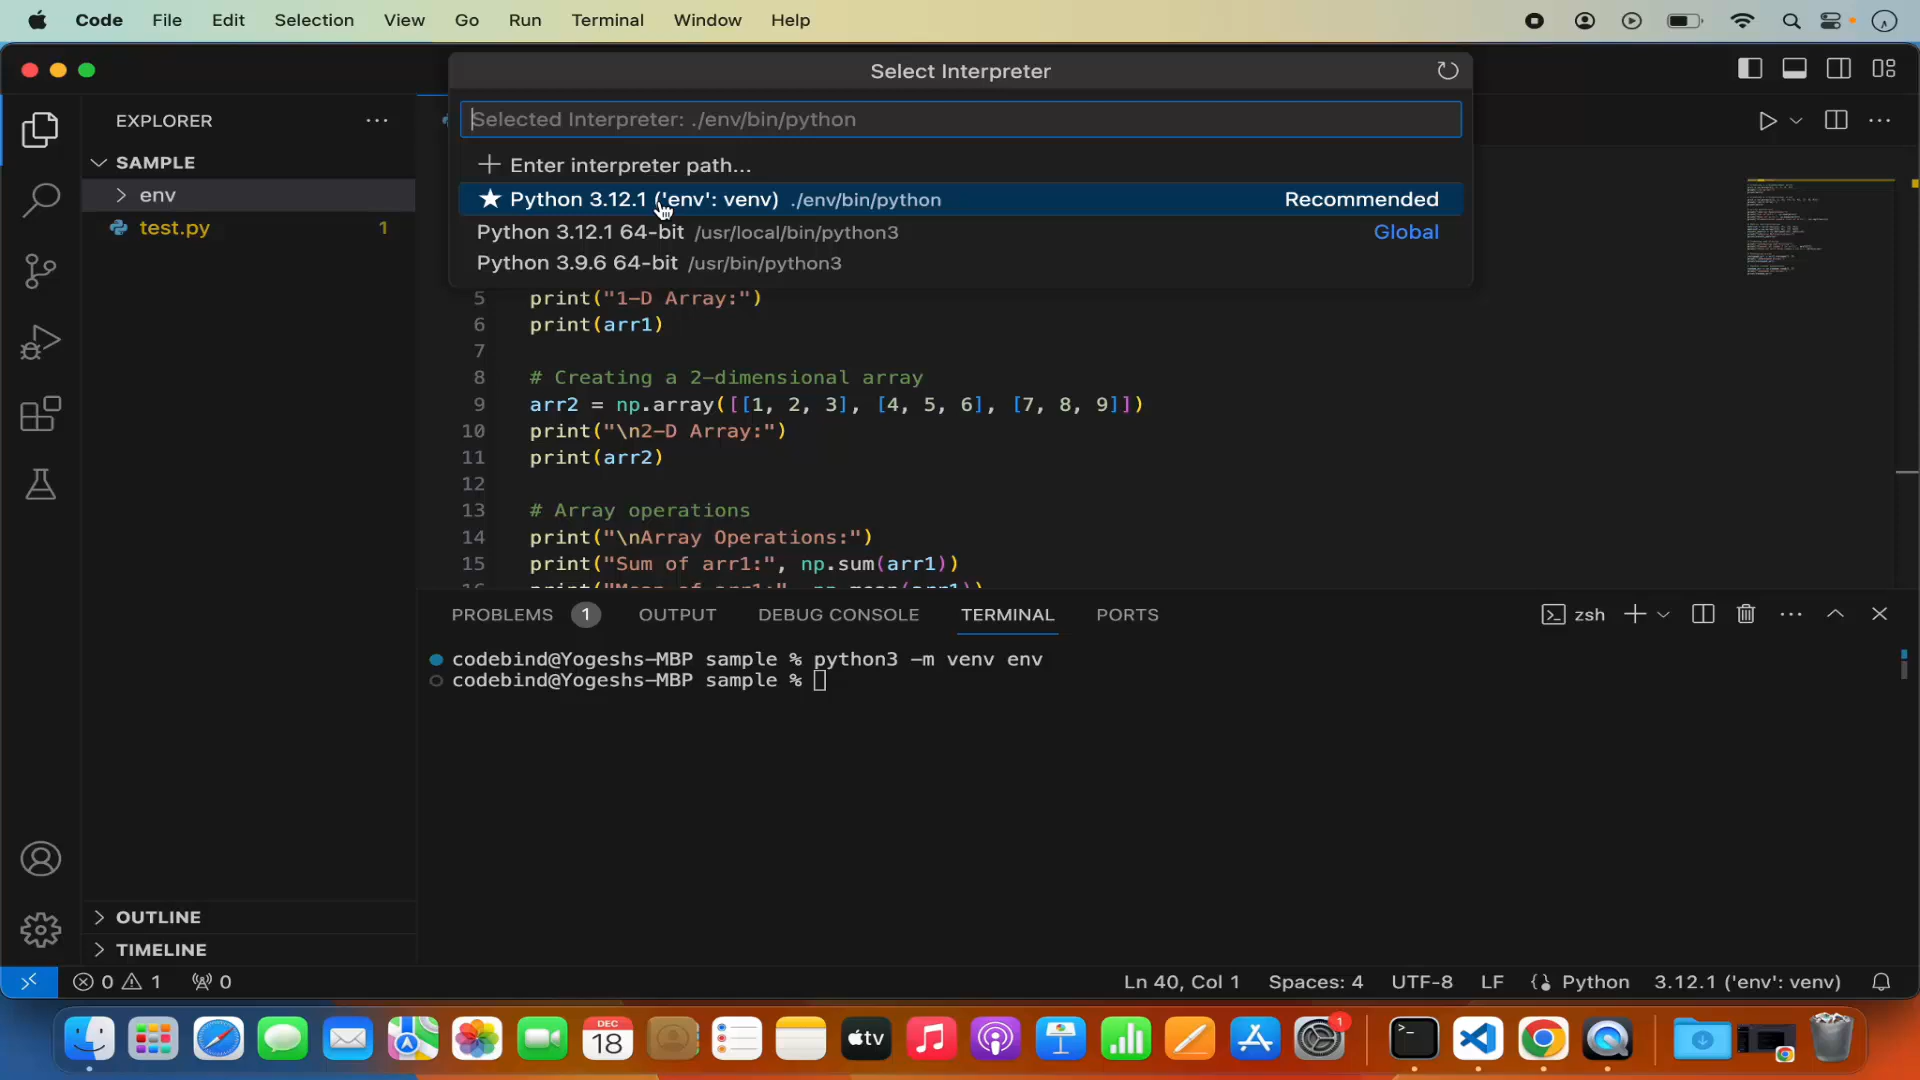 Code File Edit Selection View Go Run Terminal Window Help
Select Interpreter
EXPLORER
Selected Interpreter: ./env/bin/python
SAMPLE
+ Enter interpreter path...
env
★ Python 3.12.1 ('env': venv) ./env/bin/python Recommended
test.py 1
Python 3.12.1 64-bit /usr/local/bin/python3 Global
Python 3.9.6 64-bit /usr/bin/python3
5 print("1-D Array:")
6 print(arr1)
7
8 # Creating a 2-dimensional array
9 arr2 = np.array([[1, 2, 3], [4, 5, 6], [7, 8, 9]])
10 print("\n2-D Array:")
11 print(arr2)
12
13 # Array operations
14 print("\nArray Operations:")
15 print("Sum of arr1:", np.sum(arr1))
PROBLEMS 1 OUTPUT DEBUG CONSOLE TERMINAL PORTS zsh
codebind@Yogeshs-MBP sample % python3 -m venv env
codebind@Yogeshs-MBP sample %
OUTLINE
TIMELINE
0 1 0 Ln 40, Col 1 Spaces: 4 UTF-8 LF Python 3.12.1 ('env': venv)
DEC
18
tv
1